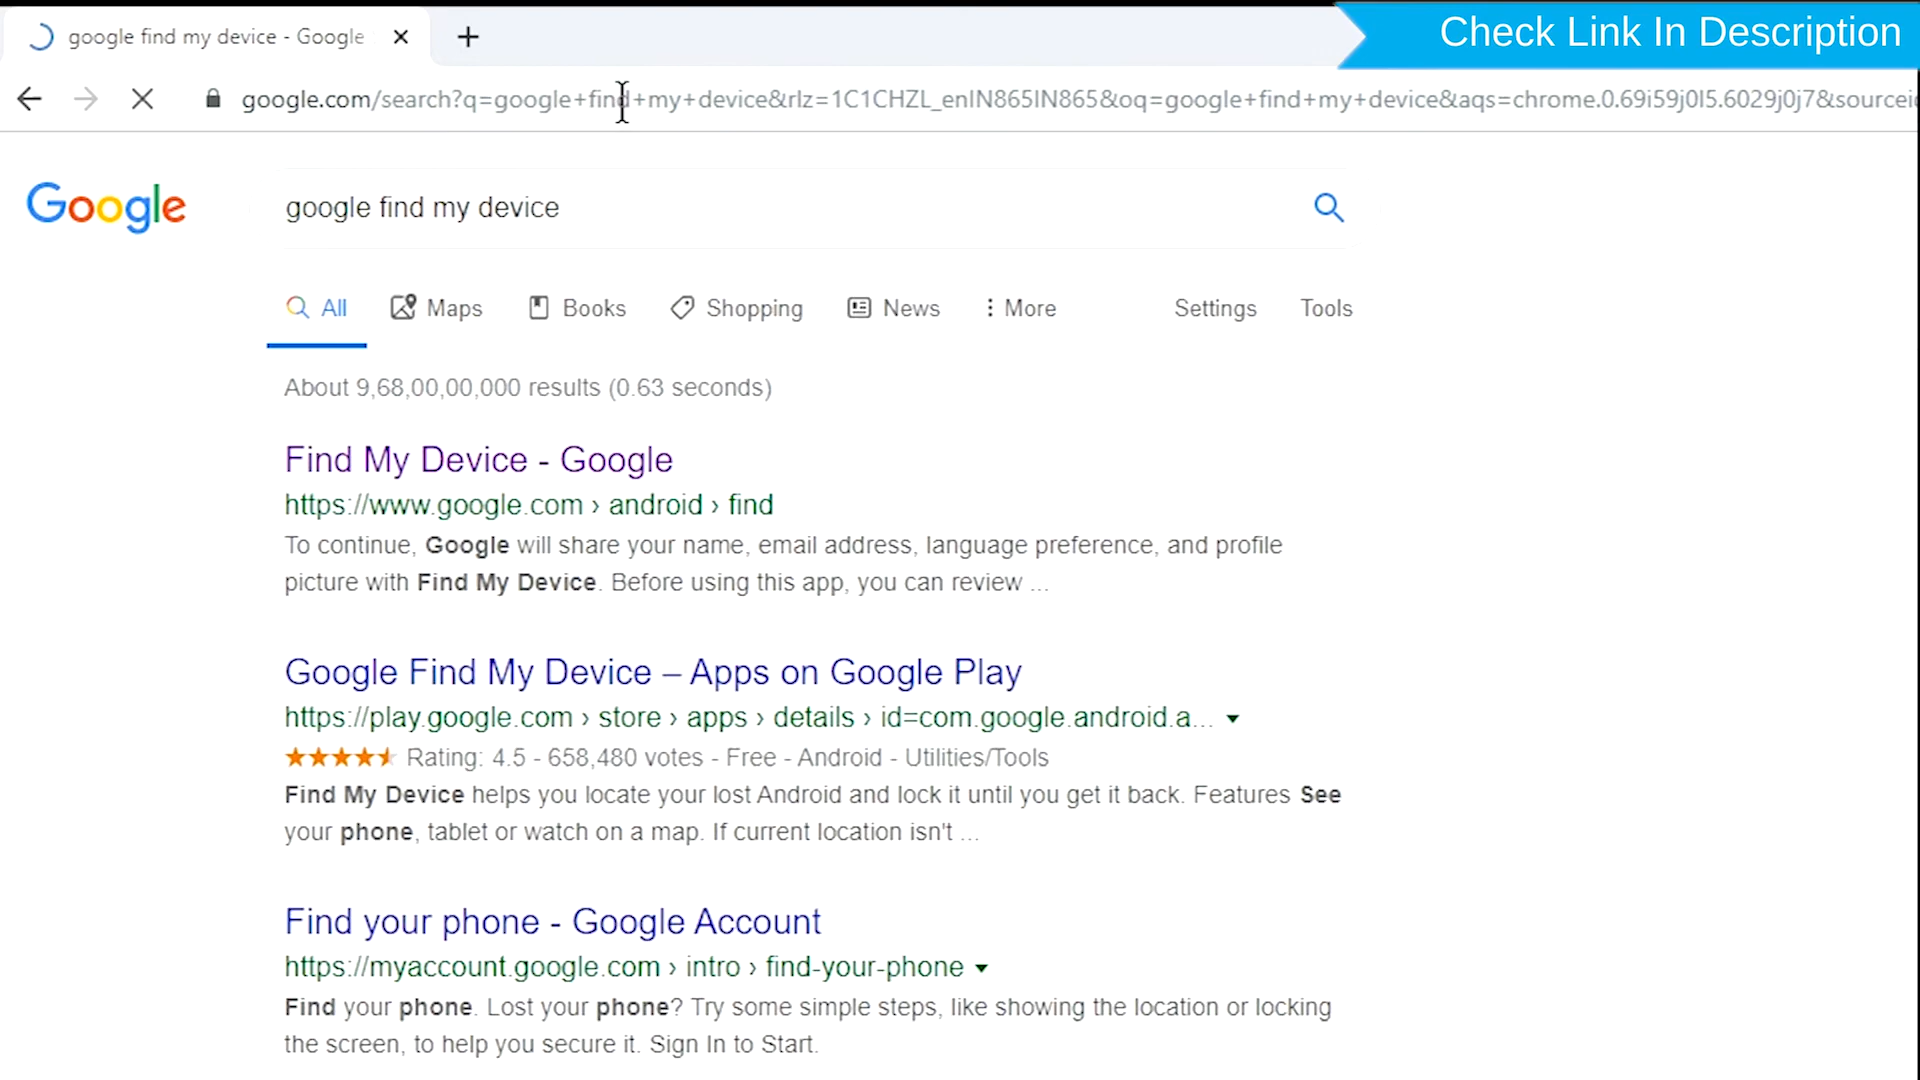 google find my device - Google
Check Link In Description
google.com/search?q=google+find+my+device&rlz=1C1CHZL_enIN865IN865&oq=google+find+my+device&aqs=chrome.0.69i59j0l5.6029j0j7&sourcei
Google
google find my device
All Maps Books Shopping News More Settings Tools
About 9,68,00,00,000 results (0.63 seconds)
Find My Device - Google
https://www.google.com › android › find
To continue, Google will share your name, email address, language preference, and profile
picture with Find My Device. Before using this app, you can review ...
Google Find My Device – Apps on Google Play
https://play.google.com › store › apps › details › id=com.google.android.a...
Rating: 4.5 - 658,480 votes - Free - Android - Utilities/Tools
Find My Device helps you locate your lost Android and lock it until you get it back. Features See
your phone, tablet or watch on a map. If current location isn't ...
Find your phone - Google Account
https://myaccount.google.com › intro › find-your-phone
Find your phone. Lost your phone? Try some simple steps, like showing the location or locking
the screen, to help you secure it. Sign In to Start.